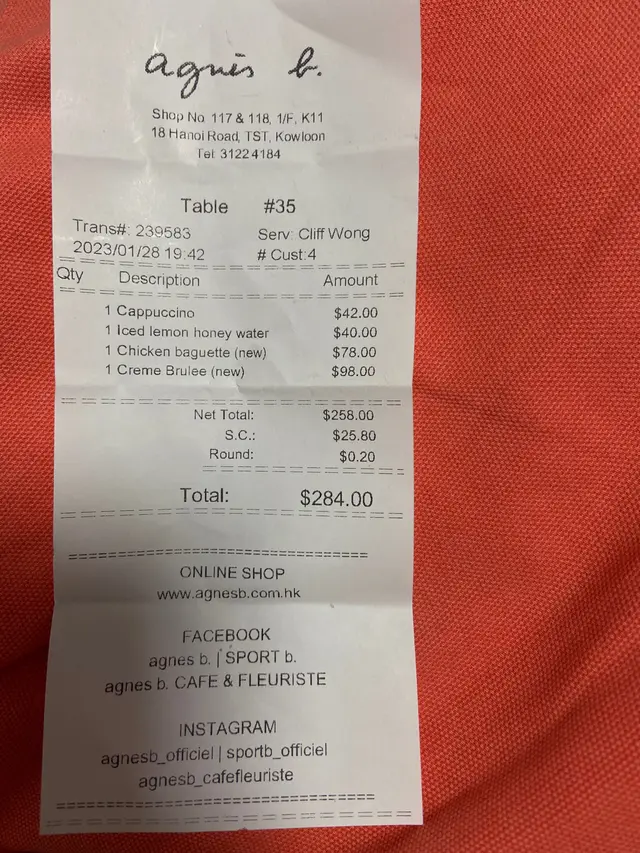 agnès b.
Shop No 117 & 118, 1/F, K11
18 Hanoi Road, TST, Kowloon
Tel: 3122 4184
Table #35
Trans#: 239583 Serv: Cliff Wong
2023/01/28 19:42 # Cust:4
Qty Description Amount
1 Cappuccino $42.00
1 Iced lemon honey water $40.00
1 Chicken baguette (new) $78.00
1 Creme Brulee (new) $98.00
Net Total: $258.00
S.C.: $25.80
Round: $0.20
Total: $284.00
ONLINE SHOP
www.agnesb.com.hk
FACEBOOK
agnes b. | SPORT b.
agnes b. CAFE & FLEURISTE
INSTAGRAM
agnesb_officiel | sportb_officiel
agnesb_cafefleuriste